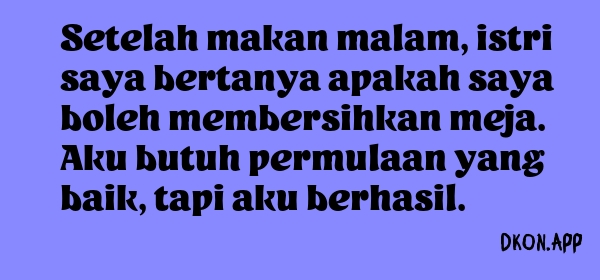 Setelah makan malam, istri
saya bertanya apakah saya
boleh membersihkan meja.
Aku butuh permulaan yang
baik, tapi aku berhasil.
DKON.APP